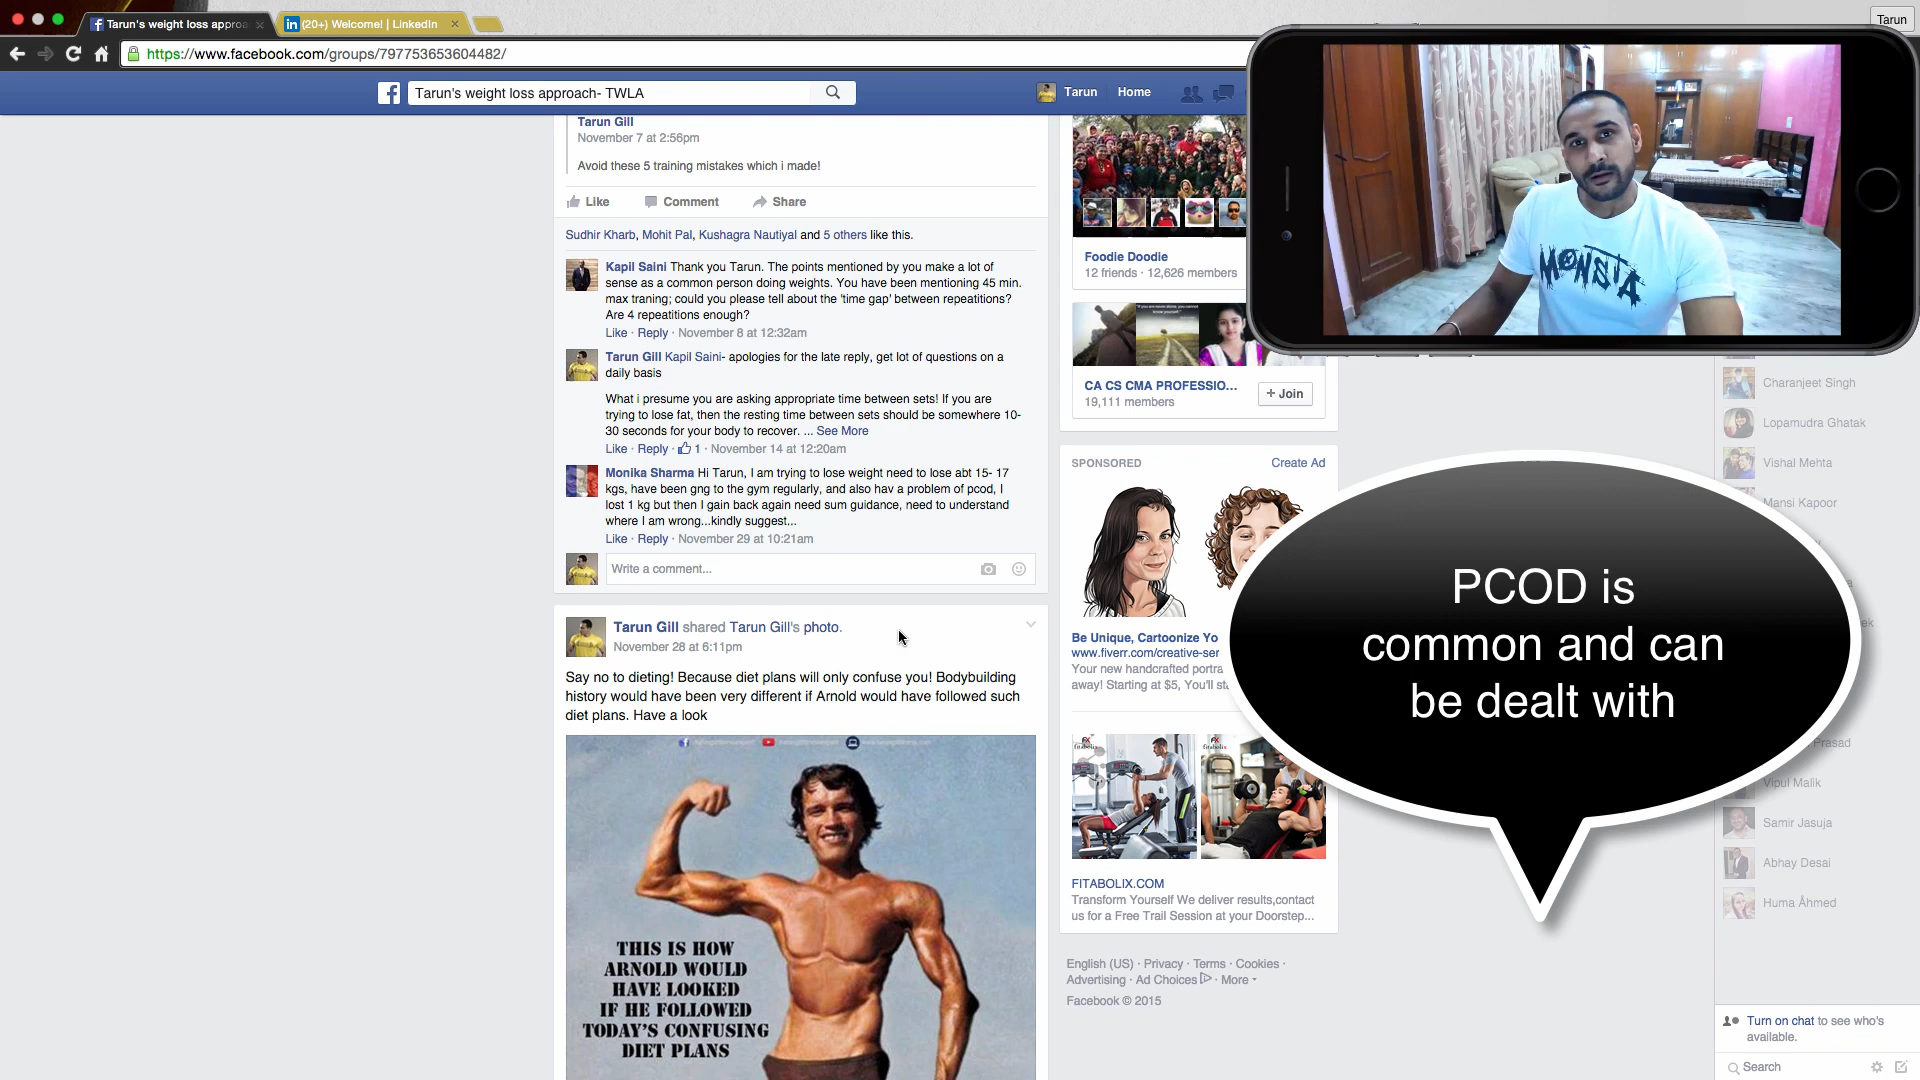 Tarun's weight loss approa
(20+) Welcome! | LinkedIn
Tarun
https://www.facebook.com/groups/797753653604482/
Tarun's weight loss approach- TWLA
Tarun
Home
Tarun Gill
November 7 at 2:56pm
Avoid these 5 training mistakes which i made!
Like Comment Share
Sudhir Kharb, Mohit Pal, Kushagra Nautiyal and 5 others like this.
Kapil Saini Thank you Tarun. The points mentioned by you make a lot of
sense as a common person doing weights. You have been mentioning 45 min.
max traning; could you please tell about the 'time gap' between repeatitions?
Are 4 repeatitions enough?
Like · Reply · November 8 at 12:32am
Tarun Gill Kapil Saini- apologies for the late reply, get lot of questions on a
daily basis
What i presume you are asking appropriate time between sets! If you are
trying to lose fat, then the resting time between sets should be somewhere 10-
30 seconds for your body to recover. ... See More
Like · Reply · 1 · November 14 at 12:20am
Monika Sharma Hi Tarun, I am trying to lose weight need to lose abt 15- 17
kgs, have been gng to the gym regularly, and also hav a problem of pcod, I
lost 1 kg but then I gain back again need sum guidance, need to understand
where I am wrong...kindly suggest...
Like · Reply · November 29 at 10:21am
Write a comment...
Tarun Gill shared Tarun Gill's photo.
November 28 at 6:11pm
Say no to dieting! Because diet plans will only confuse you! Bodybuilding
history would have been very different if Arnold would have followed such
diet plans. Have a look
THIS IS HOW
ARNOLD WOULD
HAVE LOOKED
IF HE FOLLOWED
TODAY'S CONFUSING
DIET PLANS
Foodie Doodie
12 friends · 12,626 members
CA CS CMA PROFESSIO...
19,111 members
+ Join
SPONSORED
Create Ad
Be Unique, Cartoonize Yo
www.fiverr.com/creative-ser
Your new handcrafted portra
away! Starting at $5, You'll sta
FITABOLIX.COM
Transform Yourself We deliver results,contact
us for a Free Trail Session at your Doorstep...
English (US) · Privacy · Terms · Cookies ·
Advertising · Ad Choices · More
Facebook © 2015
MONSTA
PCOD is
common and can
be dealt with
Charanjeet Singh
Lopamudra Ghatak
Vishal Mehta
Mansi Kapoor
Prasad
Vipul Malik
Samir Jasuja
Abhay Desai
Huma Åhmed
Turn on chat to see who's
available.
Search